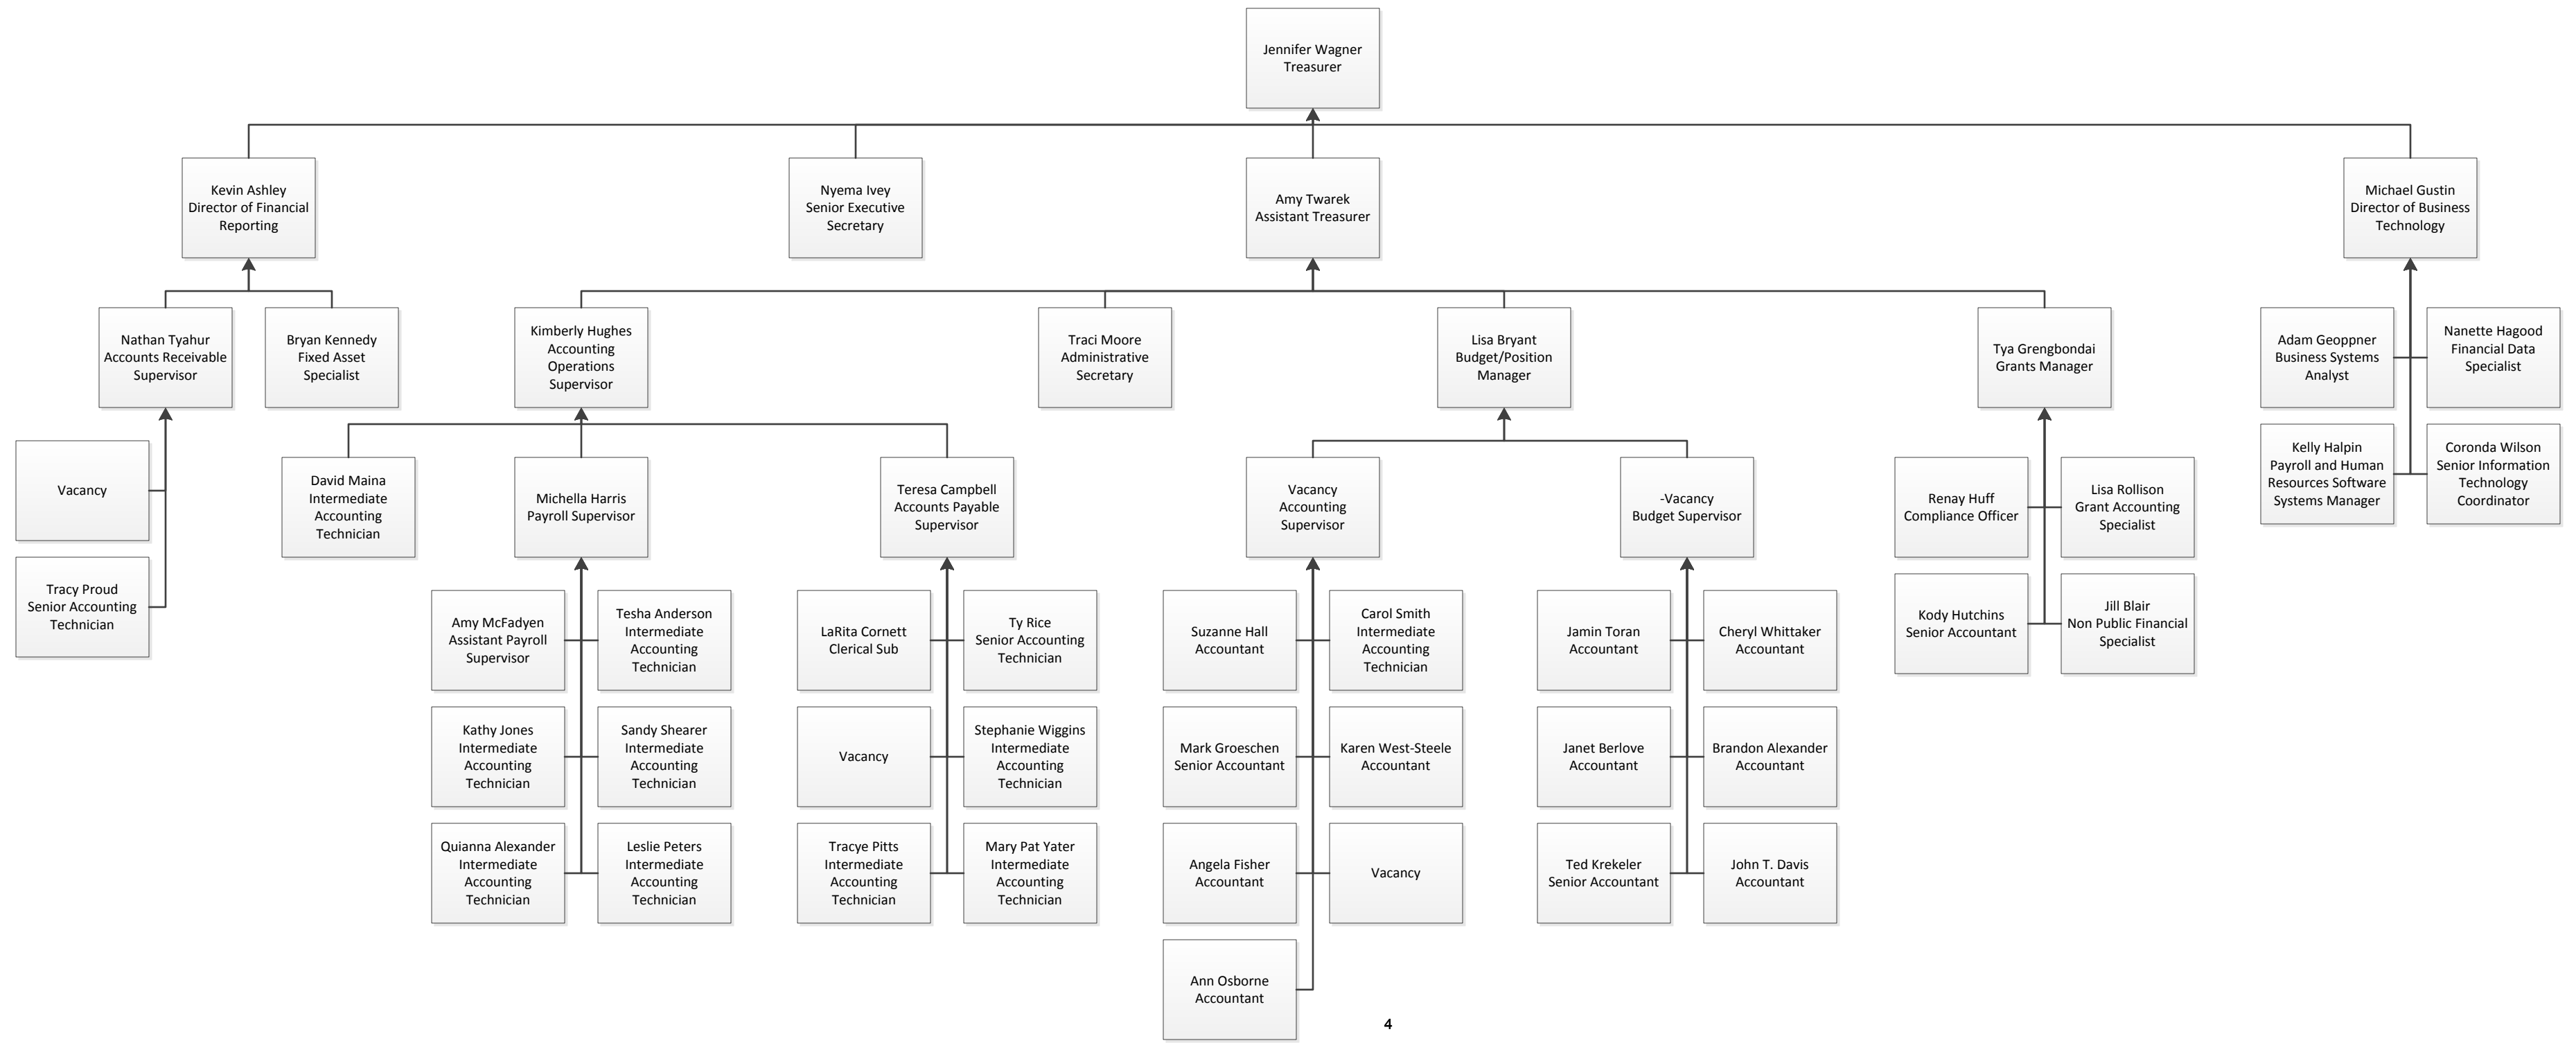 Jennifer Wagner
Treasurer
Kevin Ashley
Director of Financial
Reporting
Nyema Ivey
Senior Executive
Secretary
Amy Twarek
Assistant Treasurer
Michael Gustin
Director of Business
Technology
Nathan Tyahur
Accounts Receivable
Supervisor
Bryan Kennedy
Fixed Asset
Specialist
Kimberly Hughes
Accounting
Operations
Supervisor
Traci Moore
Administrative
Secretary
Lisa Bryant
Budget/Position
Manager
Tya Grengbondai
Grants Manager
Adam Geoppner
Business Systems
Analyst
Nanette Hagood
Financial Data
Specialist
Vacancy
Tracy Proud
Senior Accounting
Technician
David Maina
Intermediate
Accounting
Technician
Michella Harris
Payroll Supervisor
Teresa Campbell
Accounts Payable
Supervisor
Vacancy
Accounting
Supervisor
-Vacancy
Budget Supervisor
Renay Huff
Compliance Officer
Lisa Rollison
Grant Accounting
Specialist
Kelly Halpin
Payroll and Human
Resources Software
Systems Manager
Coronda Wilson
Senior Information
Technology
Coordinator
Kody Hutchins
Senior Accountant
Jill Blair
Non Public Financial
Specialist
Amy McFadyen
Assistant Payroll
Supervisor
Tesha Anderson
Intermediate
Accounting
Technician
Kathy Jones
Intermediate
Accounting
Technician
Sandy Shearer
Intermediate
Accounting
Technician
Quianna Alexander
Intermediate
Accounting
Technician
Leslie Peters
Intermediate
Accounting
Technician
LaRita Cornett
Clerical Sub
Ty Rice
Senior Accounting
Technician
Vacancy
Stephanie Wiggins
Intermediate
Accounting
Technician
Tracye Pitts
Intermediate
Accounting
Technician
Mary Pat Yater
Intermediate
Accounting
Technician
Suzanne Hall
Accountant
Carol Smith
Intermediate
Accounting
Technician
Mark Groeschen
Senior Accountant
Karen West-Steele
Accountant
Angela Fisher
Accountant
Vacancy
Ann Osborne
Accountant
Jamin Toran
Accountant
Cheryl Whittaker
Accountant
Janet Berlove
Accountant
Brandon Alexander
Accountant
Ted Krekeler
Senior Accountant
John T. Davis
Accountant
4